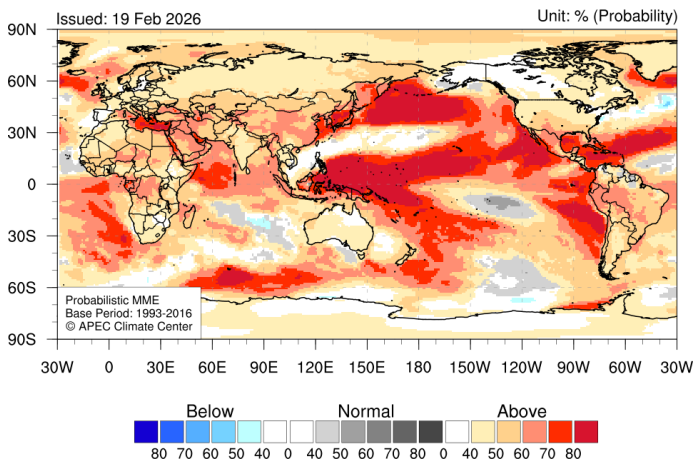 Issued: 19 Feb 2026
Unit: % (Probability)
90N
60N
30N
0
30S
60S
90S
Probabilistic MME
Base Period: 1993-2016
© APEC Climate Center
30W 0 30E 60E 90E 120E 150E 180 150W 120W 90W 60W 30W
Below Normal Above
80 70 60 50 40 0 40 50 60 70 80 0 40 50 60 70 80